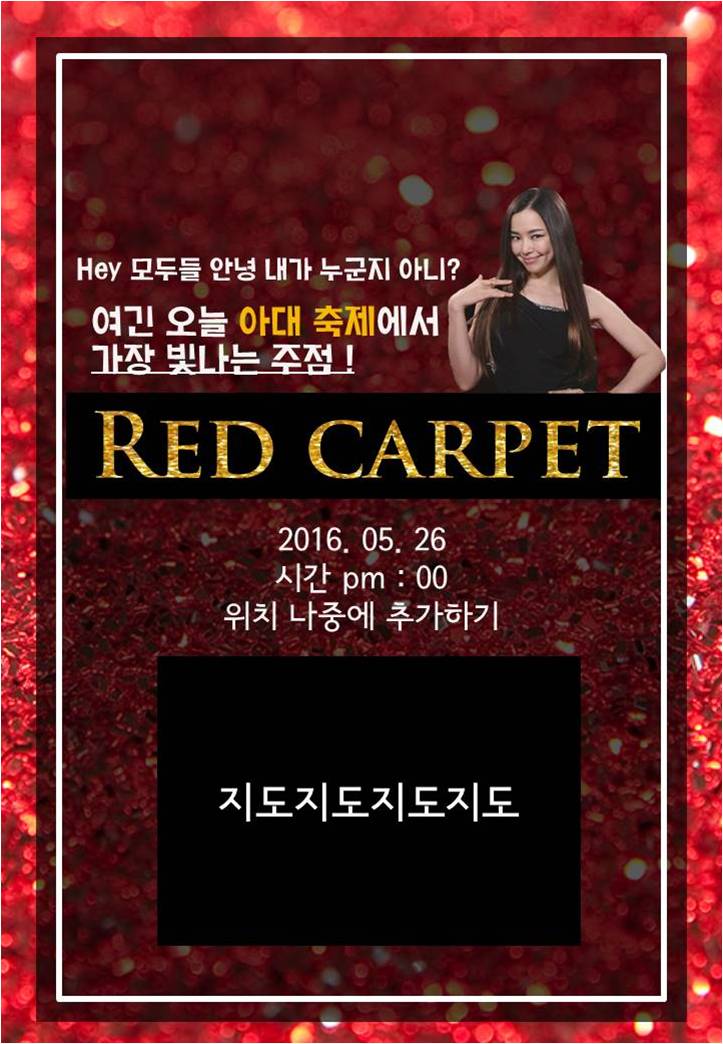 Hey 모두들 안녕 내가 누군지 아니?
여긴 오늘 아대 축제에서
가장 빛나는 주점 !
RED CARPET
2016. 05. 26
시간 pm : 00
위치 나중에 추가하기
지도지도지도지도